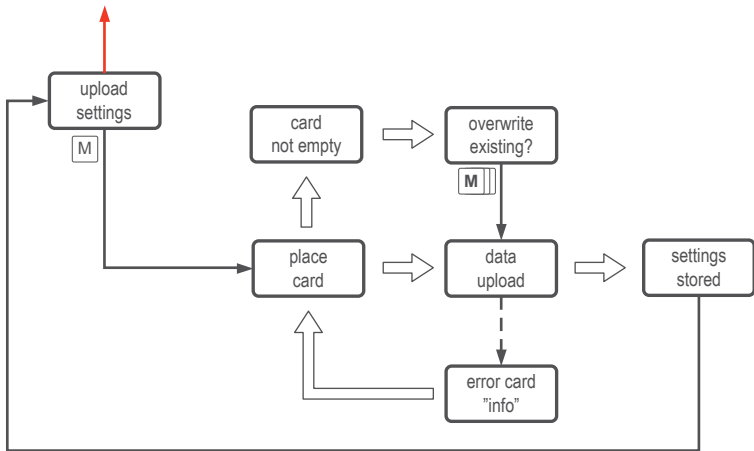 upload
settings
M
card
not empty
overwrite
existing?
M
place
card
data
upload
settings
stored
error card
”info”